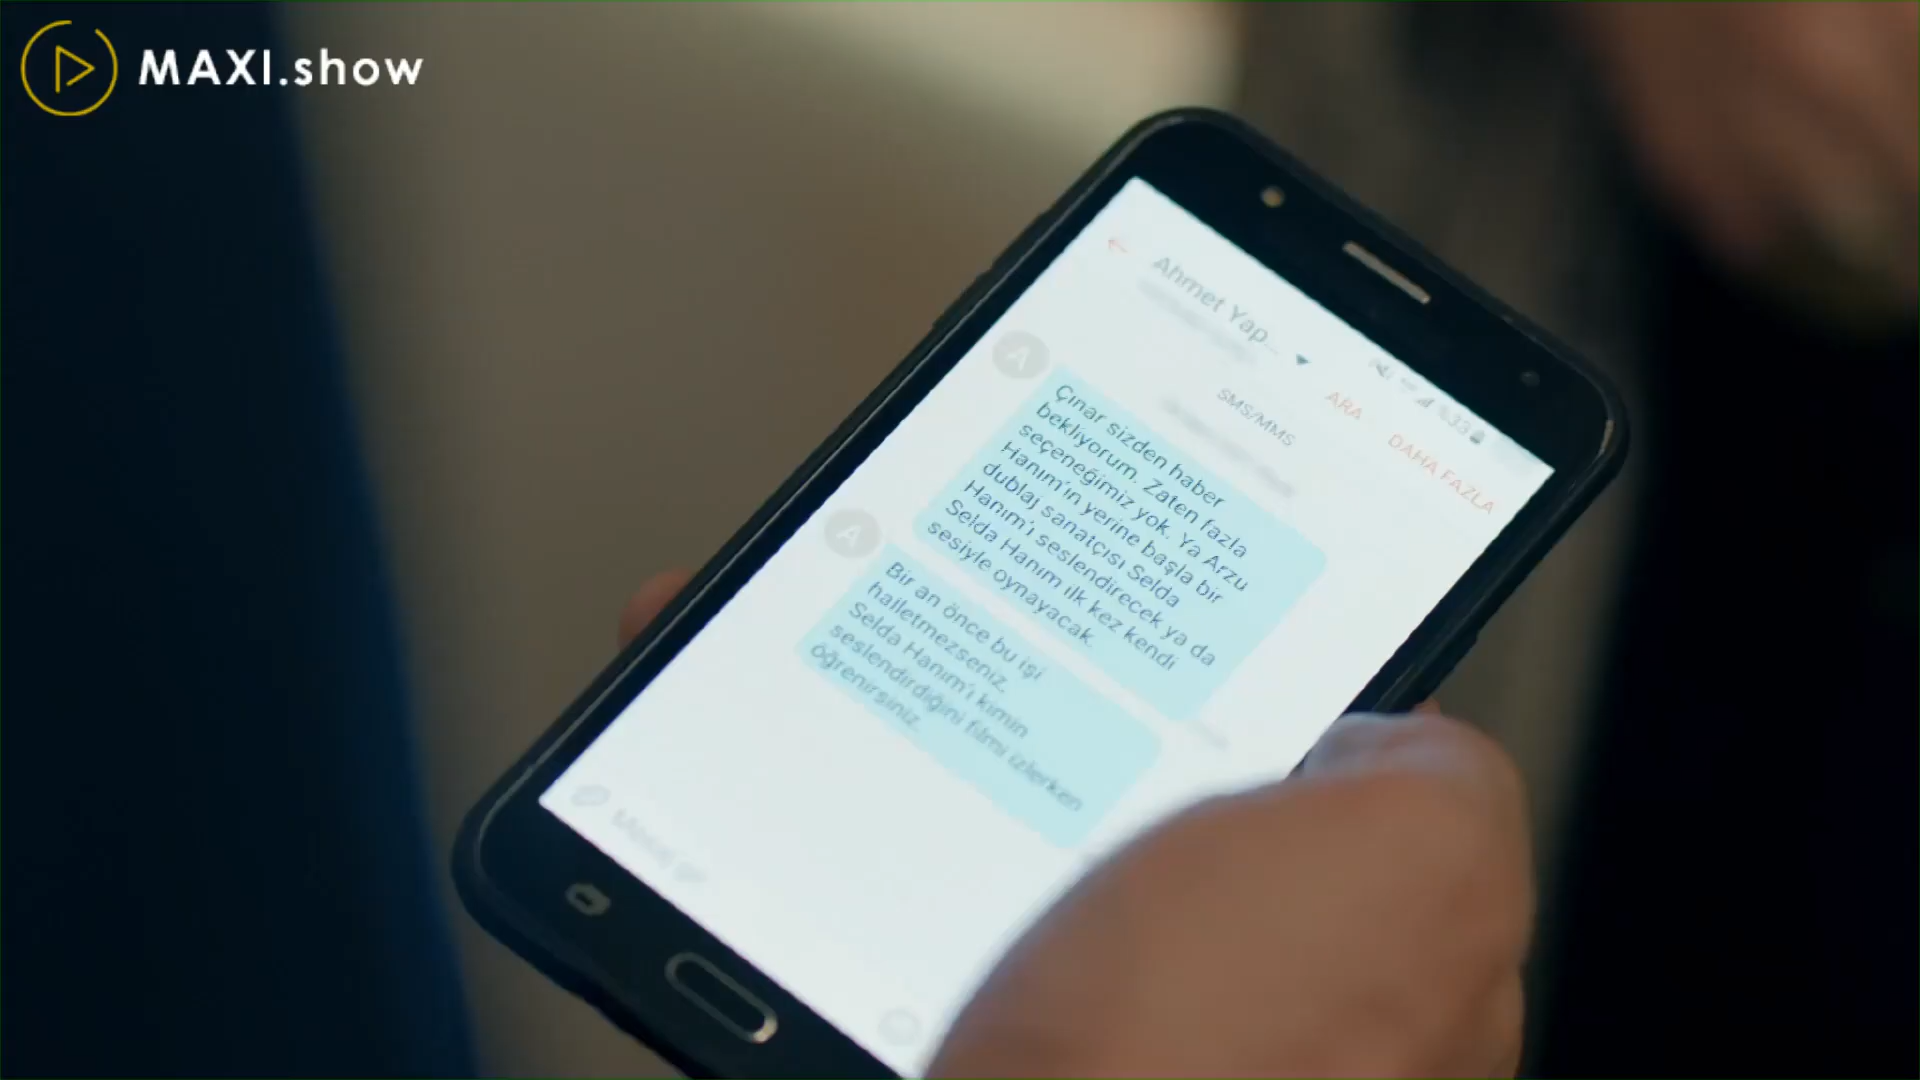 MAXI.show
Ahmet Yap...
ARA
DAHA FAZLA
%33
SMS/MMS
A
Çınar sizden haber
bekliyorum. Zaten fazla
seçeneğimiz yok. Ya Arzu
Hanım'ın yerine başla bir
dublaj sanatçısı Selda
Hanım'ı seslendirecek ya da
Selda Hanım ilk kez kendi
sesiyle oynayacak.
A
Bir an önce bu işi
halletmezseniz,
Selda Hanım'ı kimin
seslendirdiğini filmi izlerken
öğrenirsiniz.